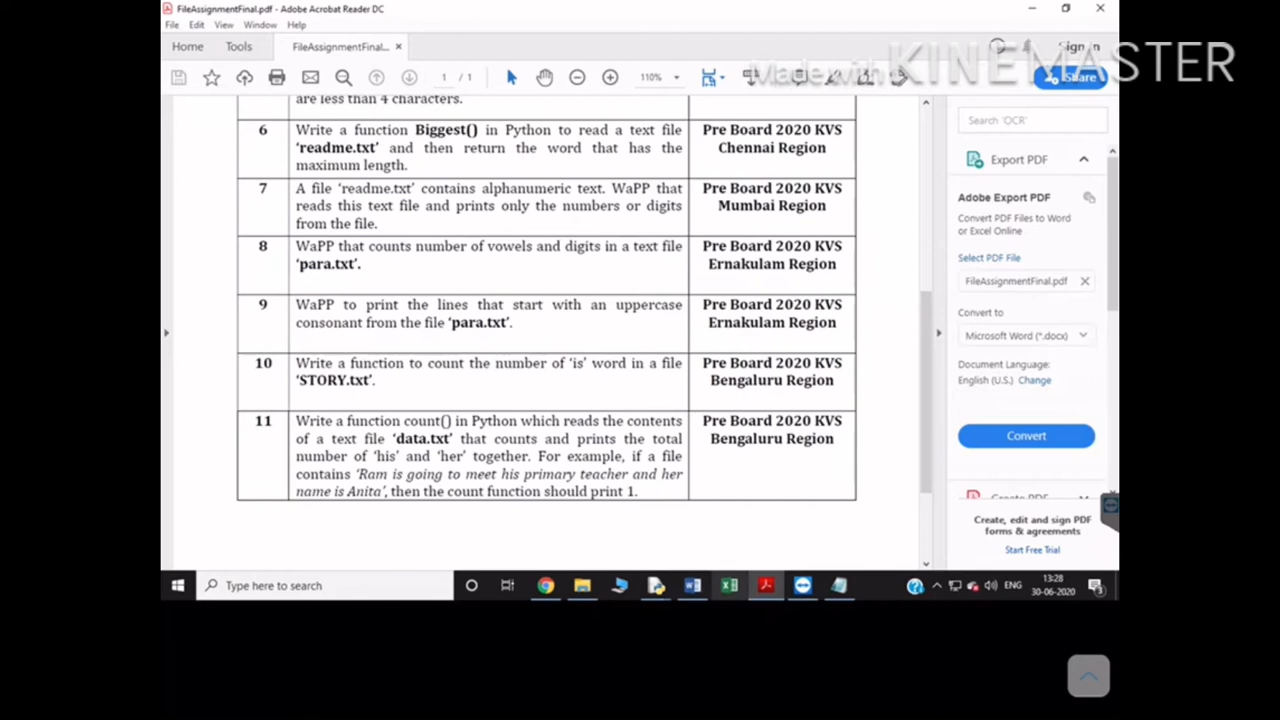 FileAssignmentFinal.pdf - Adobe Acrobat Reader DC
File Edit View Window Help
Home Tools FileAssignmentFinal... × Sign In
Made with KINEMASTER
1 / 1 110% Share
are less than 4 characters.
6 Write a function Biggest() in Python to read a text file Pre Board 2020 KVS
'readme.txt' and then return the word that has the Chennai Region
maximum length.
7 A file 'readme.txt' contains alphanumeric text. WaPP that Pre Board 2020 KVS
reads this text file and prints only the numbers or digits Mumbai Region
from the file.
8 WaPP that counts number of vowels and digits in a text file Pre Board 2020 KVS
'para.txt'. Ernakulam Region
9 WaPP to print the lines that start with an uppercase Pre Board 2020 KVS
consonant from the file 'para.txt'. Ernakulam Region
10 Write a function to count the number of 'is' word in a file Pre Board 2020 KVS
'STORY.txt'. Bengaluru Region
11 Write a function count() in Python which reads the contents Pre Board 2020 KVS
of a text file 'data.txt' that counts and prints the total Bengaluru Region
number of 'his' and 'her' together. For example, if a file
contains 'Ram is going to meet his primary teacher and her
name is Anita', then the count function should print 1.
Search 'OCR'
Export PDF
Adobe Export PDF
Convert PDF Files to Word
or Excel Online
Select PDF File
FileAssignmentFinal.pdf ×
Convert to
Microsoft Word (*.docx)
Document Language:
English (U.S.) Change
Convert
Create PDF
Create, edit and sign PDF
forms & agreements
Start Free Trial
Type here to search
ENG
13:28
30-06-2020
3